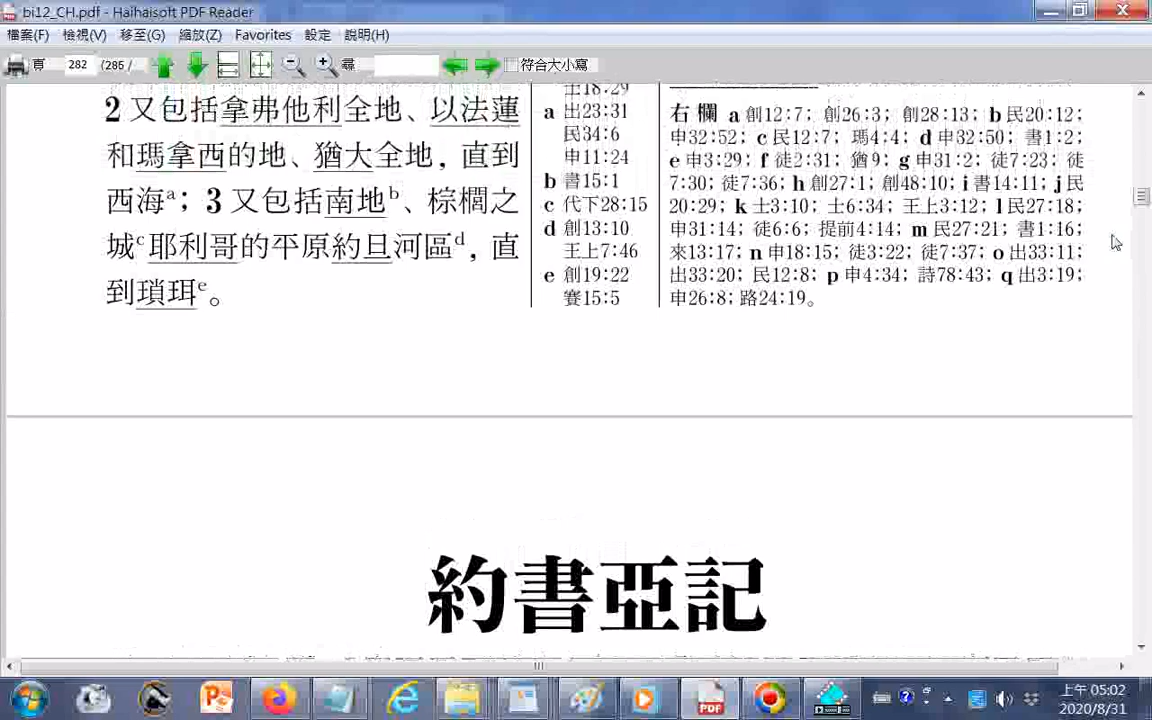 bi12_CH.pdf - Haihaisoft PDF Reader
檔案(F) 檢視(V) 移至(G) 縮放(Z) Favorites 設定 說明(H)
頁 282 (285 / 尋 符合大小寫
2 又包括拿弗他利全地、以法蓮
和瑪拿西的地、猶大全地，直到
西海a；3 又包括南地b、棕櫚之
城c耶利哥的平原約旦河區d，直
到瑣珥e。
王18:29
a 出23:31
民34:6
申11:24
b 書15:1
c 代下28:15
d 創13:10
王上7:46
e 創19:22
賽15:5
右欄 a 創12:7；創26:3；創28:13；b 民20:12；
申32:52；c 民12:7；瑪4:4；d 申32:50；書1:2；
e 申3:29；f 徒2:31；猶9；g 申31:2；徒7:23；徒
7:30；徒7:36；h 創27:1；創48:10；i 書14:11；j 民
20:29；k 士3:10；士6:34；王上3:12；l 民27:18；
申31:14；徒6:6；提前4:14；m 民27:21；書1:16；
來13:17；n 申18:15；徒3:22；徒7:37；o 出33:11；
出33:20；民12:8；p 申4:34；詩78:43；q 出3:19；
申26:8；路24:19。
約書亞記
上午 05:02
2020/8/31